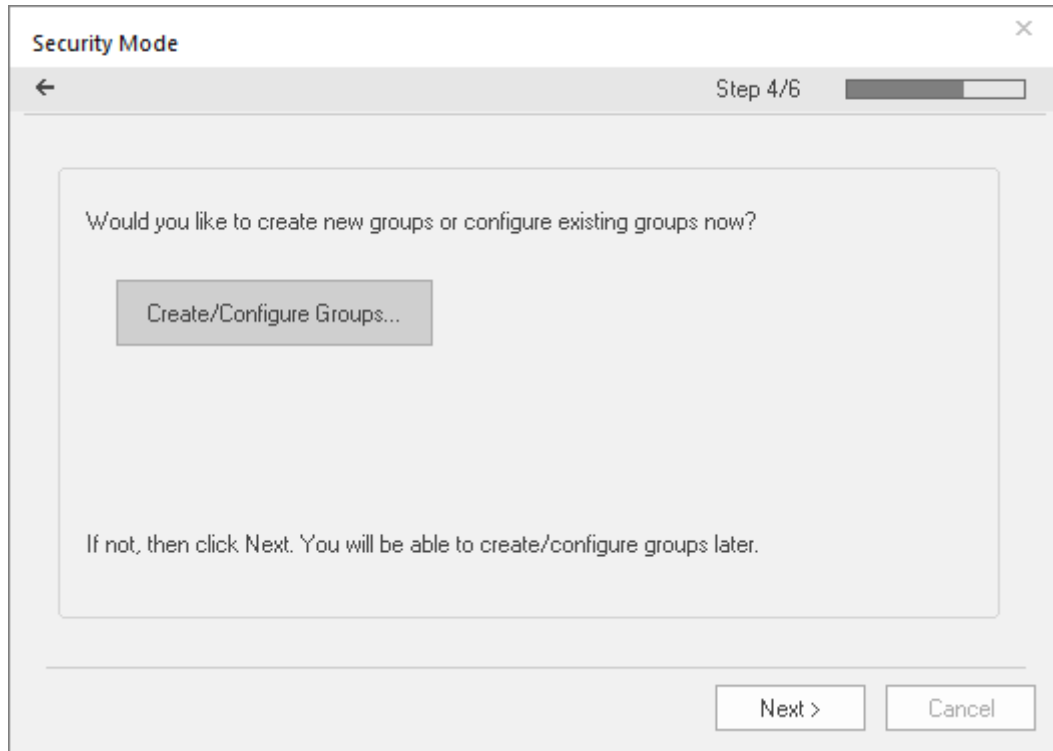 Security Mode
Step 4/6
Would you like to create new groups or configure existing groups now?
Create/Configure Groups...
If not, then click Next. You will be able to create/configure groups later.
Next >
Cancel